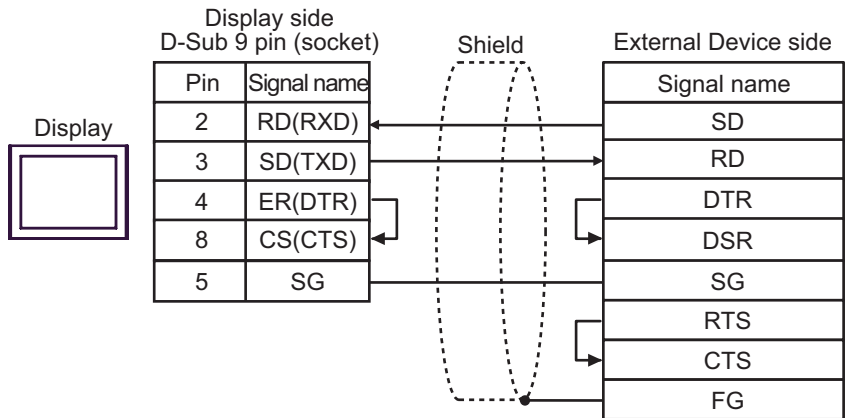 Display side
D-Sub 9 pin (socket)
Shield
External Device side
Pin Signal name
Signal name
Display
2 RD(RXD)
SD
3 SD(TXD)
RD
4 ER(DTR)
DTR
8 CS(CTS)
DSR
5 SG
SG
RTS
CTS
FG